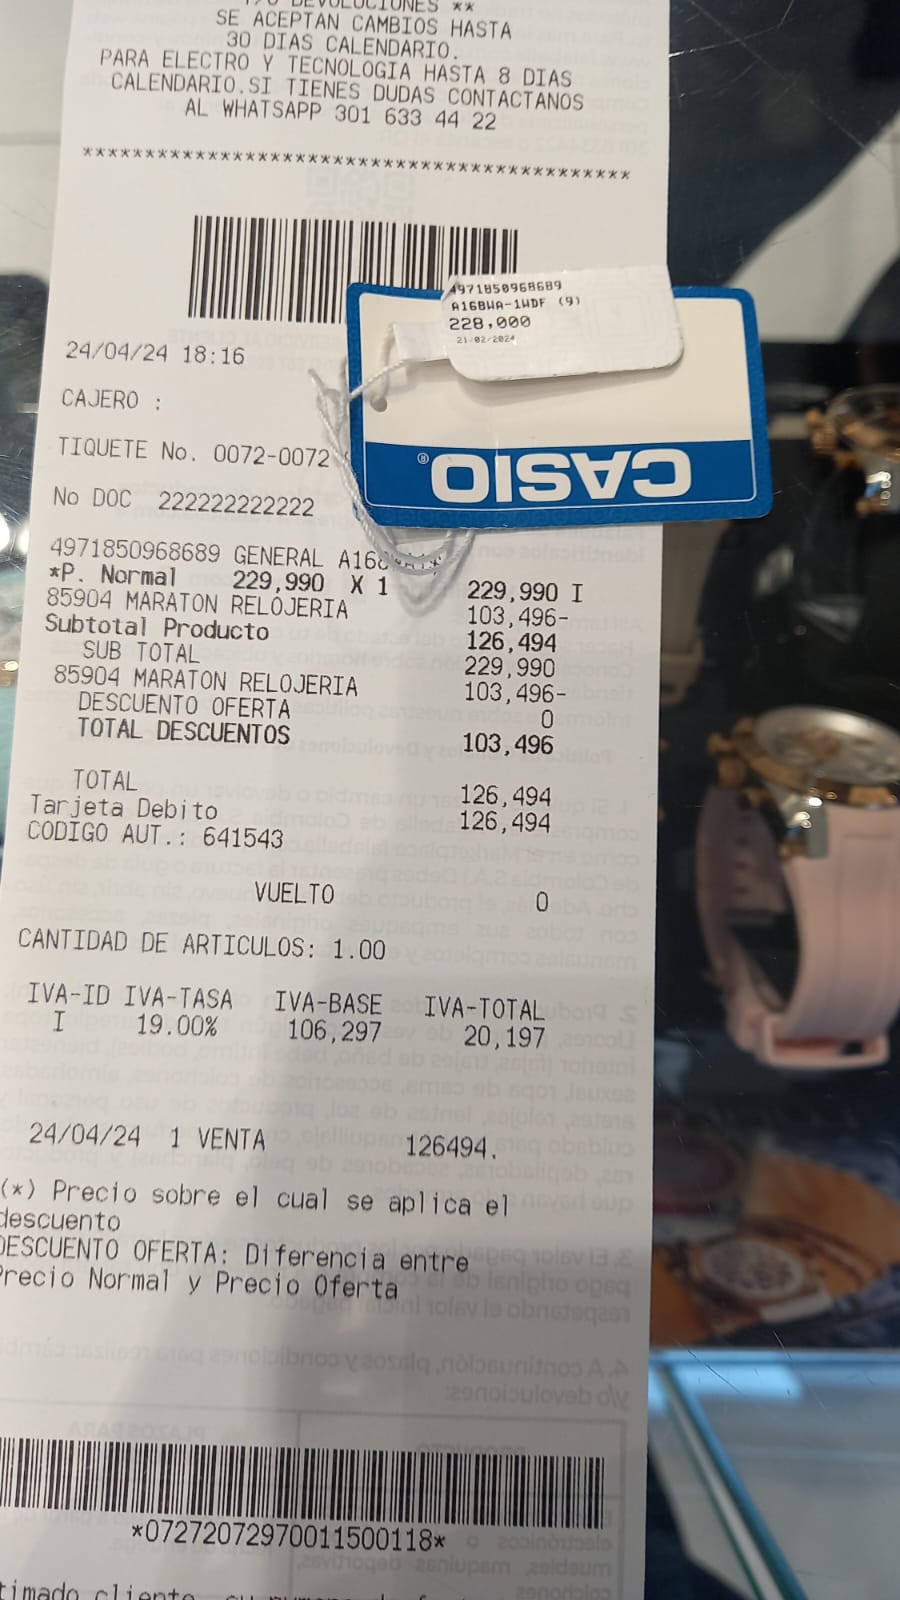 DEVOLUCIONES **
SE ACEPTAN CAMBIOS HASTA
30 DIAS CALENDARIO.
PARA ELECTRO Y TECNOLOGIA HASTA 8 DIAS
CALENDARIO.SI TIENES DUDAS CONTACTANOS
AL WHATSAPP 301 633 44 22
*******************************************
4971850968689
A168WA-1WDF (9)
228,000
21-02-2024
CASIO®
24/04/24 18:16
CAJERO :
TIQUETE No. 0072-0072
No DOC 222222222222
4971850968689 GENERAL
*P. Normal 229,990 X 1 229,990 I
85904 MARATON RELOJERIA 103,496-
Subtotal Producto 126,494
SUB TOTAL 229,990
85904 MARATON RELOJERIA 103,496-
DESCUENTO OFERTA 0
TOTAL DESCUENTOS 103,496
TOTAL 126,494
Tarjeta Debito 126,494
CODIGO AUT.: 641543
VUELTO 0
CANTIDAD DE ARTICULOS: 1.00
IVA-ID IVA-TASA IVA-BASE IVA-TOTAL
I 19.00% 106,297 20,197
24/04/24 1 VENTA 126494.
(*) Precio sobre el cual se aplica el
descuento
DESCUENTO OFERTA: Diferencia entre
Precio Normal y Precio Oferta
*07272072970011500118*